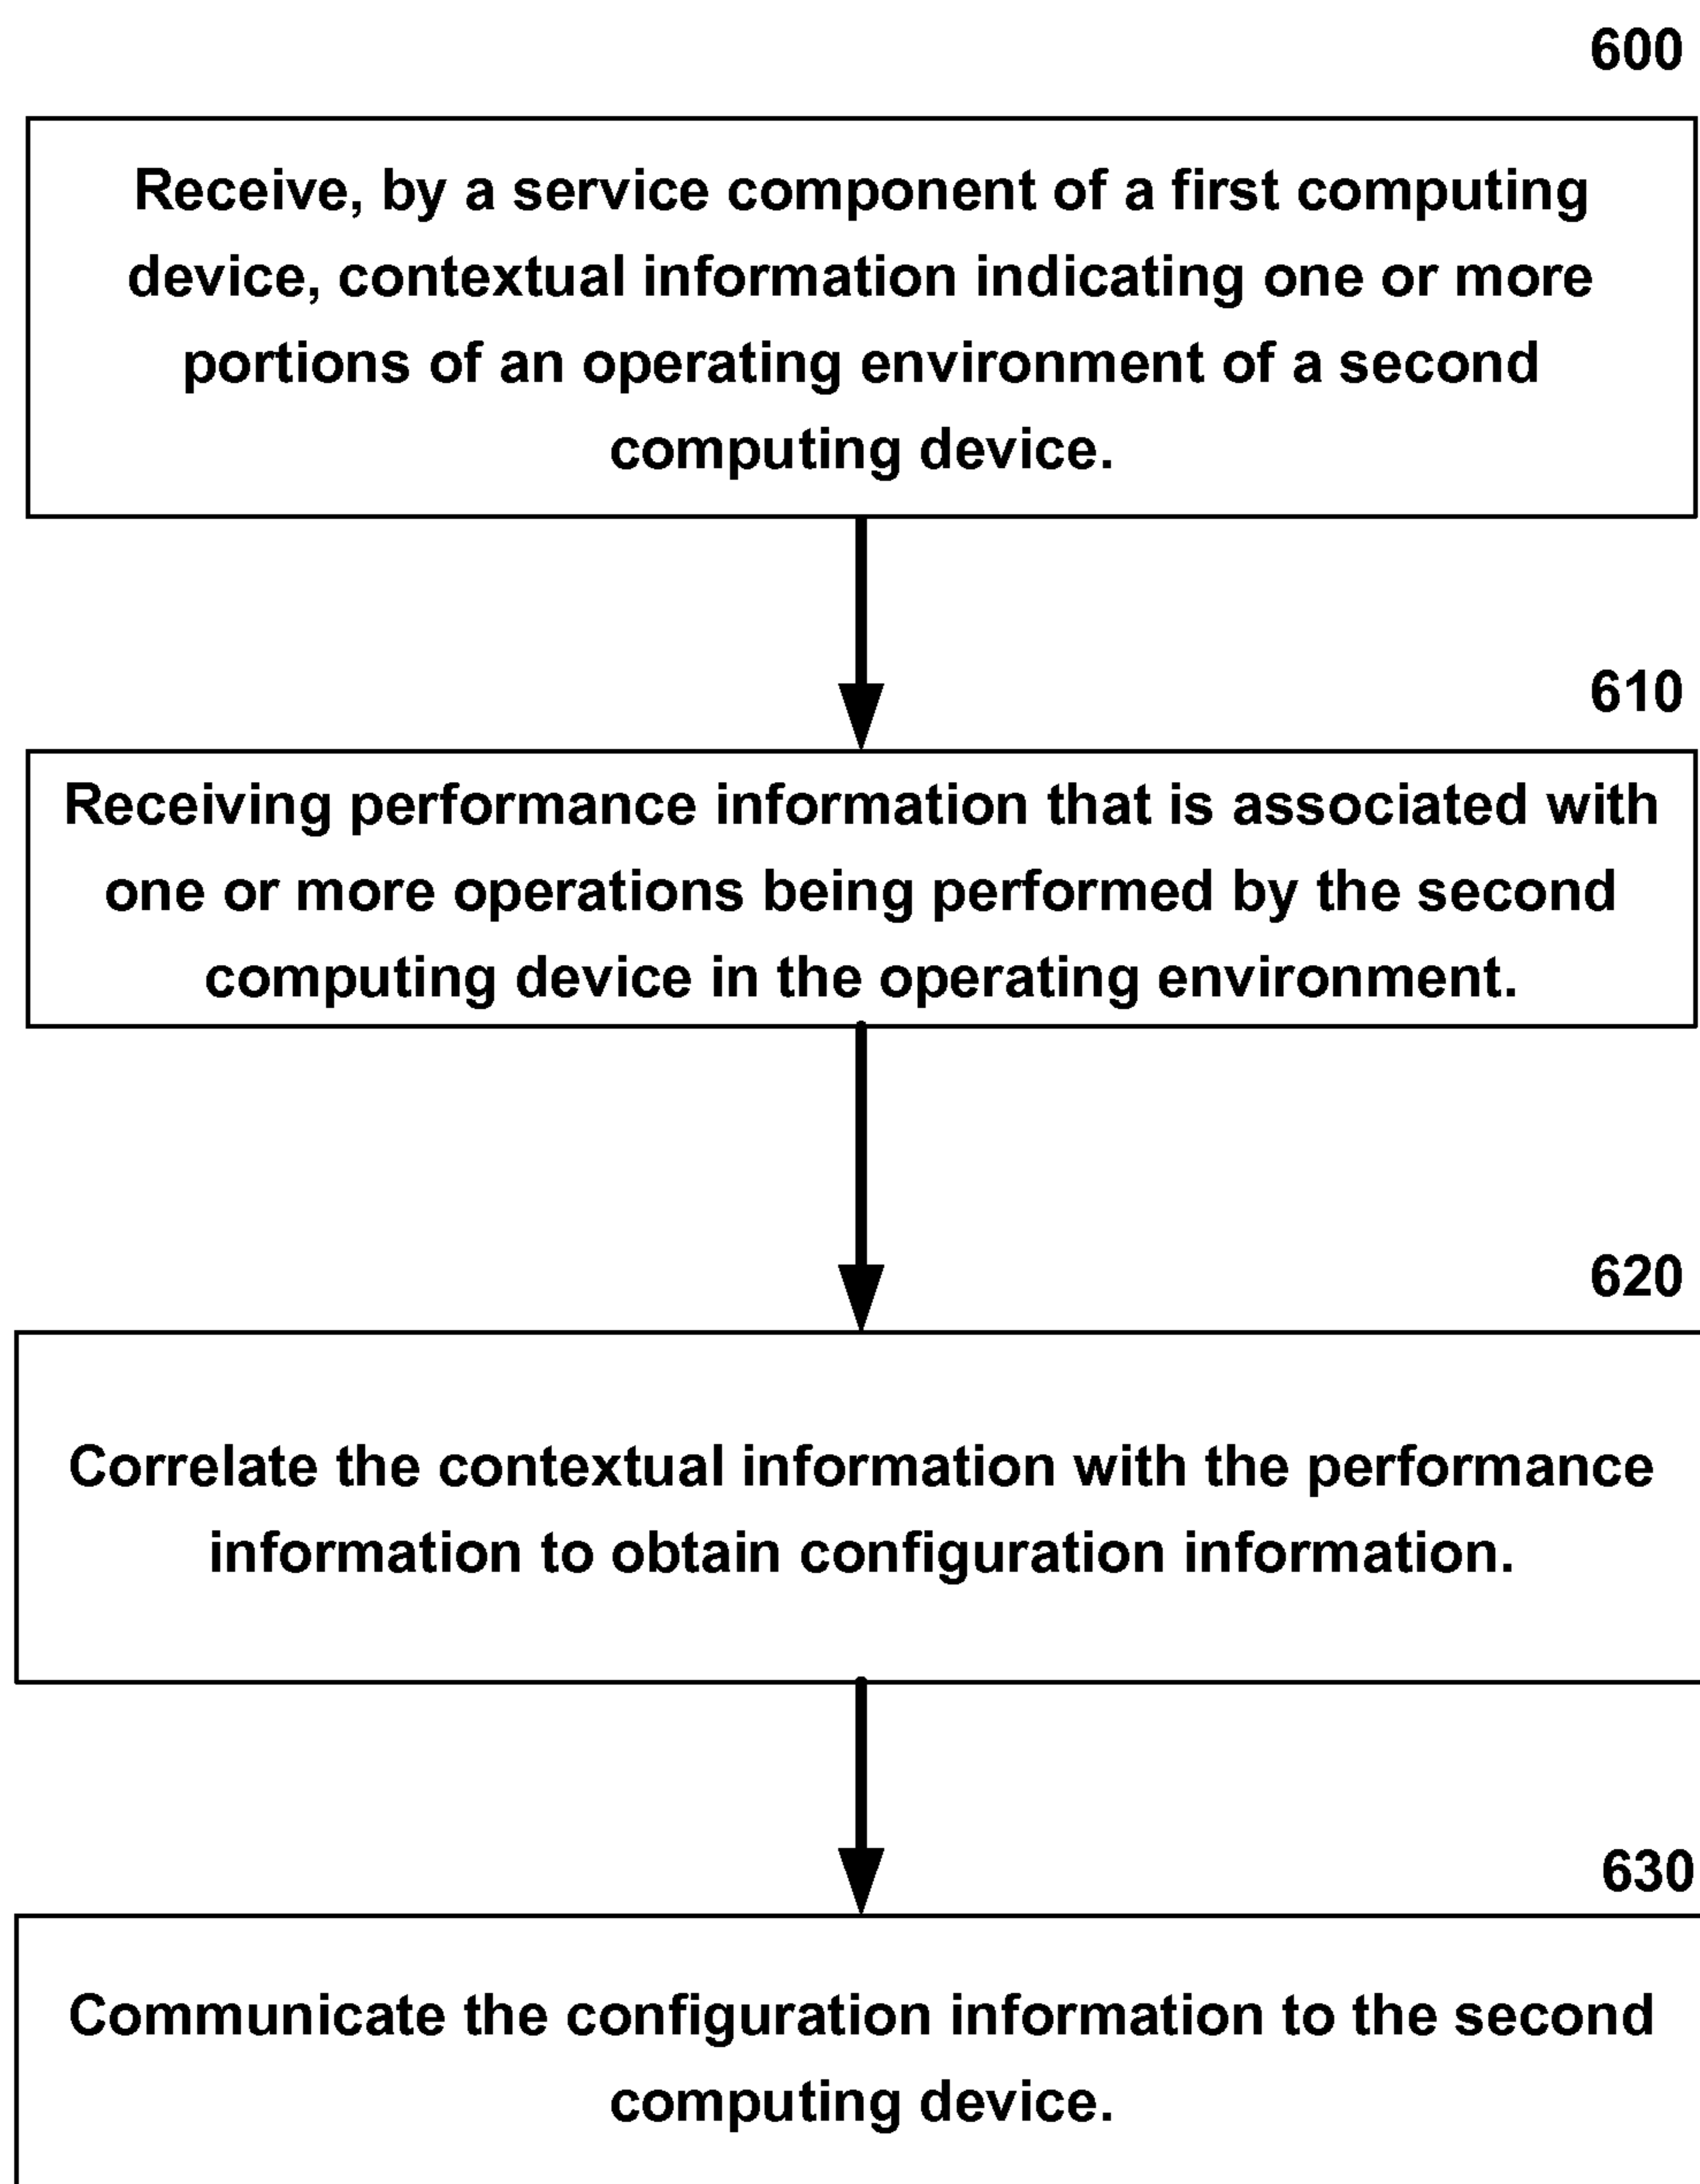 600
Receive, by a service component of a first computing
device, contextual information indicating one or more
portions of an operating environment of a second
computing device.
610
Receiving performance information that is associated with
one or more operations being performed by the second
computing device in the operating environment.
620
Correlate the contextual information with the performance
information to obtain configuration information.
630
Communicate the configuration information to the second
computing device.